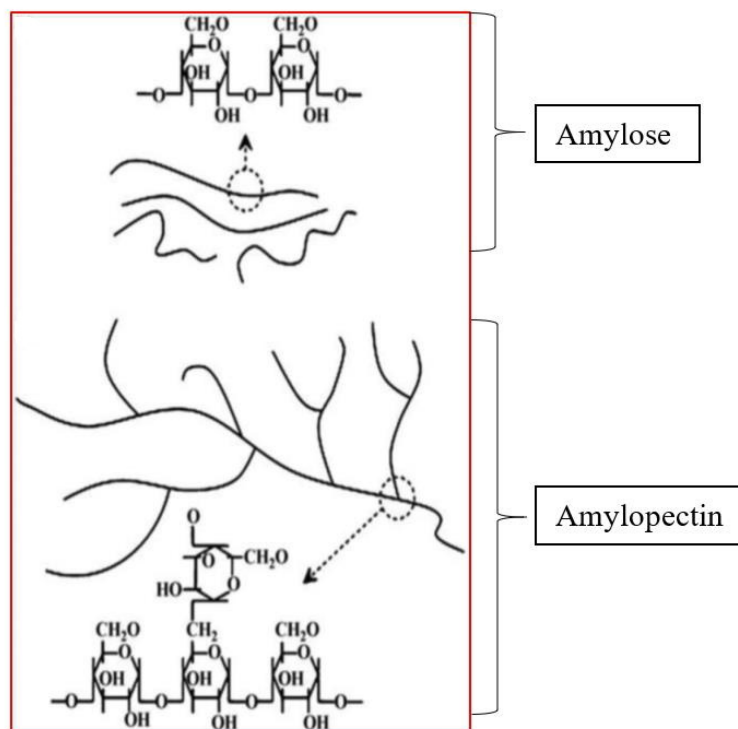 CH₂O CH₂O
O O
OH OH
O O O
OH OH
Amylose
O
O CH₂O
HO O
Amylopectin
CH₂O CH₂ CH₂O
O O O
OH OH OH
O O O O
OH OH OH